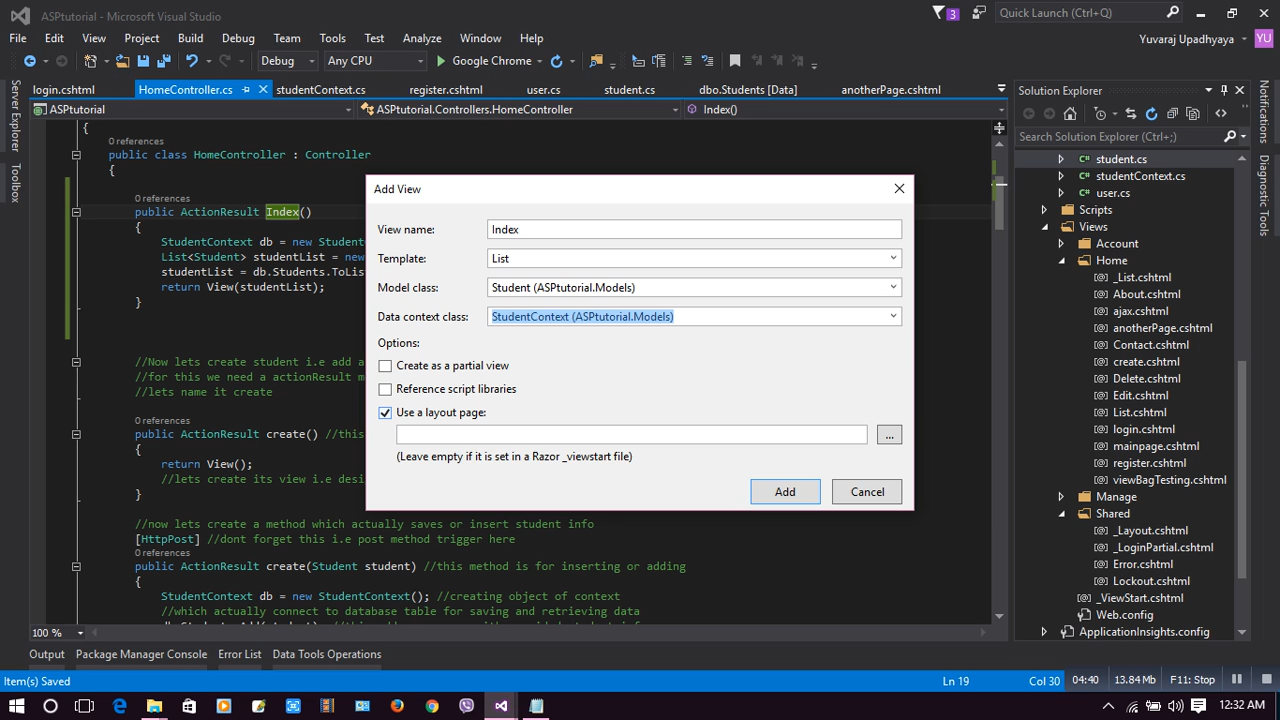 ASPtutorial - Microsoft Visual Studio
3
Quick Launch (Ctrl+Q)
File Edit View Project Build Debug Team Tools Test Analyze Window Help
Yuvaraj Upadhyaya
YU
Debug
Any CPU
Google Chrome
login.cshtml HomeController.cs studentContext.cs register.cshtml user.cs student.cs dbo.Students [Data] anotherPage.cshtml
ASPtutorial
ASPtutorial.Controllers.HomeController
Index()
Server Explorer
Toolbox
{
0 references
public class HomeController : Controller
{
0 references
public ActionResult Index()
{
StudentContext db = new Student
List<Student> studentList = new
studentList = db.Students.ToLis
return View(studentList);
}
//Now lets create student i.e add a
//for this we need a actionResult m
//lets name it create
0 references
public ActionResult create() //this
{
return View();
//lets create its view i.e desi
}
//now lets create a method which actually saves or insert student info
[HttpPost] //dont forget this i.e post method trigger here
0 references
public ActionResult create(Student student) //this method is for inserting or adding
{
StudentContext db = new StudentContext(); //creating object of context
//which actually connect to database table for saving and retrieving data
100 %
Add View
View name:
Index
Template:
List
Model class:
Student (ASPtutorial.Models)
Data context class:
StudentContext (ASPtutorial.Models)
Options:
Create as a partial view
Reference script libraries
Use a layout page:
...
(Leave empty if it is set in a Razor _viewstart file)
Add
Cancel
Solution Explorer
Search Solution Explorer (Ctrl+;)
C# student.cs
C# studentContext.cs
C# user.cs
Scripts
Views
Account
Home
_List.cshtml
About.cshtml
ajax.cshtml
anotherPage.cshtml
Contact.cshtml
create.cshtml
Delete.cshtml
Edit.cshtml
List.cshtml
login.cshtml
mainpage.cshtml
register.cshtml
viewBagTesting.cshtml
Manage
Shared
_Layout.cshtml
_LoginPartial.cshtml
Error.cshtml
Lockout.cshtml
_ViewStart.cshtml
Web.config
ApplicationInsights.config
Notifications
Diagnostic Tools
Output Package Manager Console Error List Data Tools Operations
Item(s) Saved
Ln 19
Col 30
04:40
13.84 Mb
F11: Stop
12:32 AM